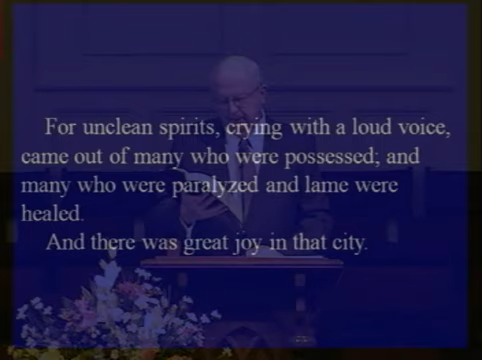 For unclean spirits, crying with a loud voice,
came out of many who were possessed; and
many who were paralyzed and lame were
healed.
And there was great joy in that city.